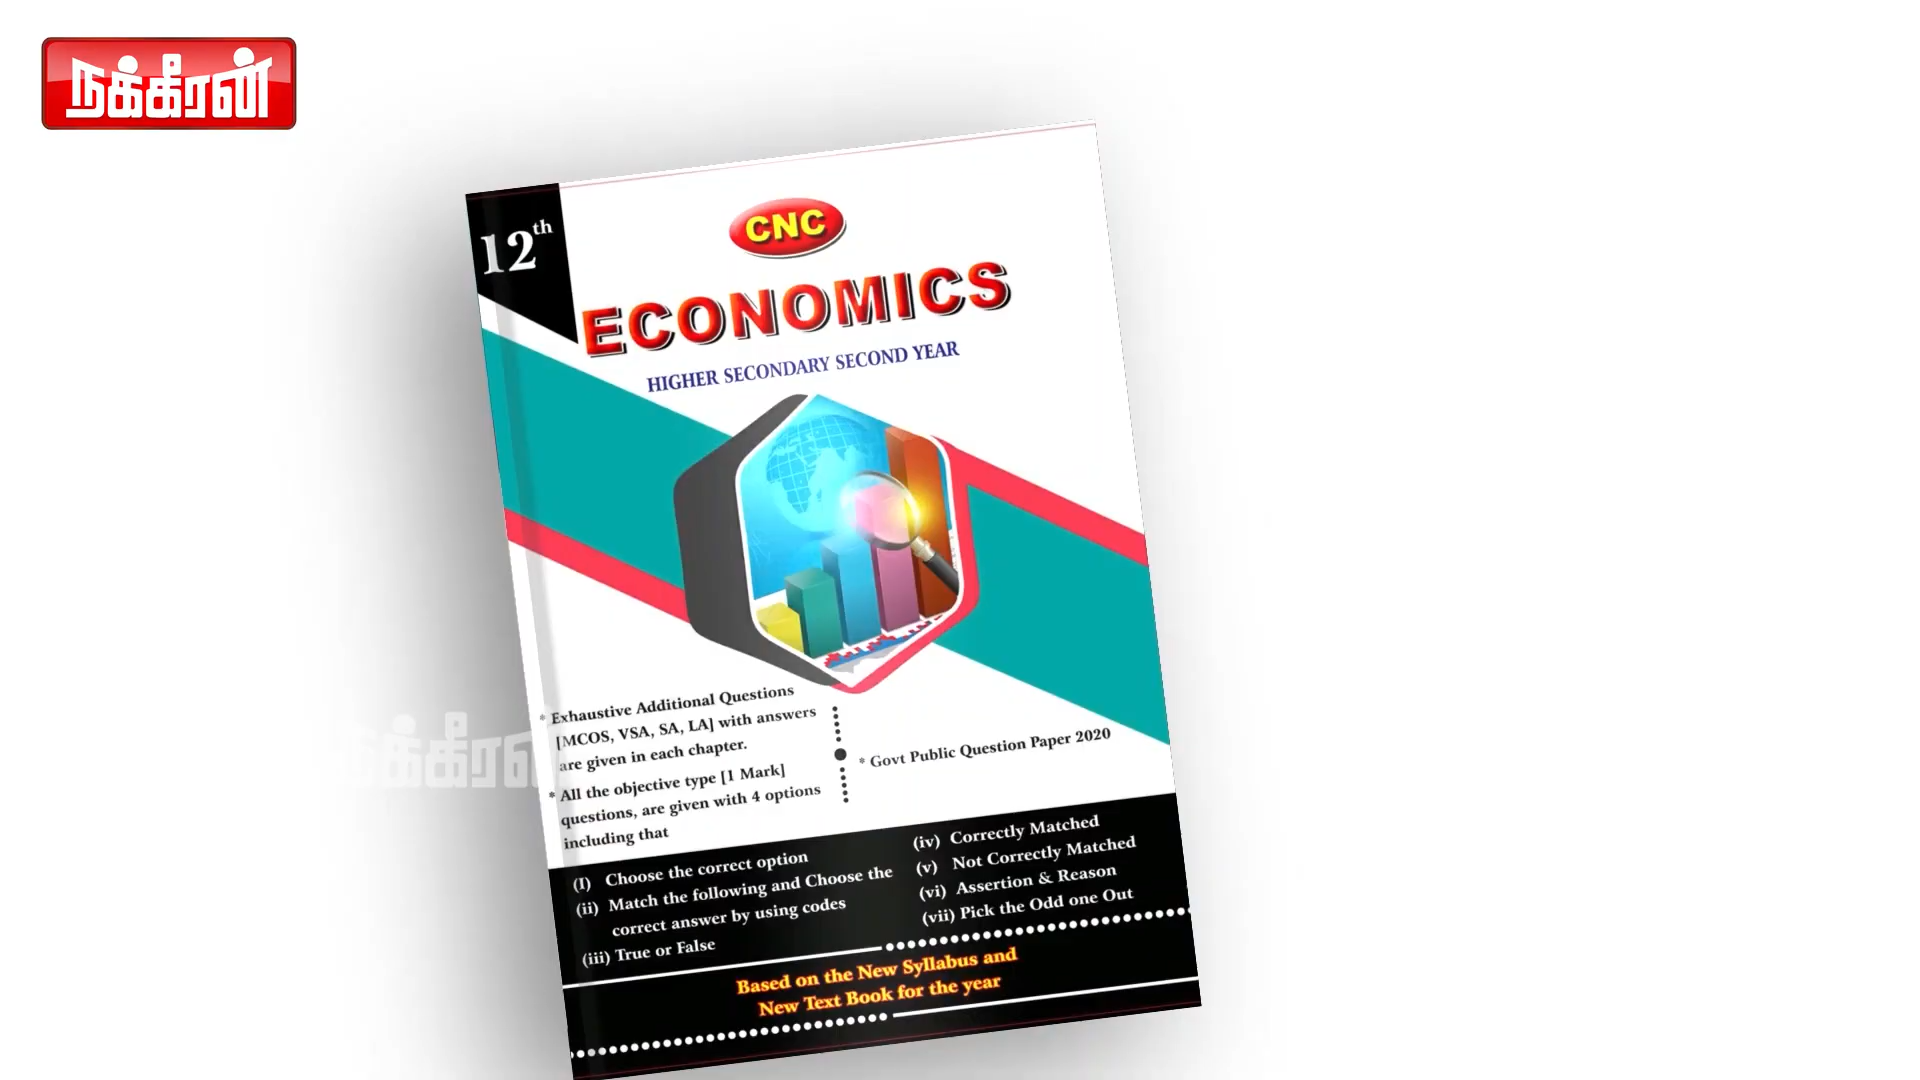 நக்கீரன்
12th
CNC
ECONOMICS
HIGHER SECONDARY SECOND YEAR
* Exhaustive Additional Questions
[MCOS, VSA, SA, LA] with answers
are given in each chapter.
* All the objective type [1 Mark]
questions, are given with 4 options
including that
* Govt Public Question Paper 2020
(I) Choose the correct option
(ii) Match the following and Choose the
correct answer by using codes
(iii) True or False
(iv) Correctly Matched
(v) Not Correctly Matched
(vi) Assertion & Reason
(vii) Pick the Odd one Out
Based on the New Syllabus and
New Text Book for the year
நக்கீரன்